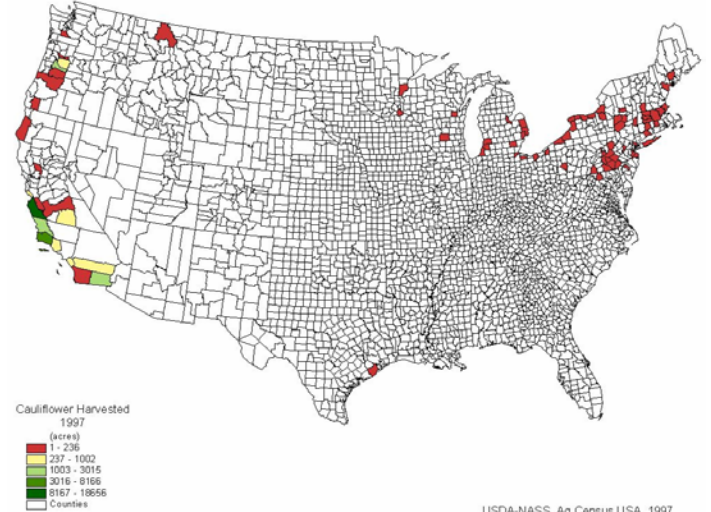 Cauliflower Harvested
1997
(acres)
1 - 236
237 - 1002
1003 - 3015
3016 - 8166
8167 - 18656
Counties
USDA-NASS, Ag Census USA, 1997